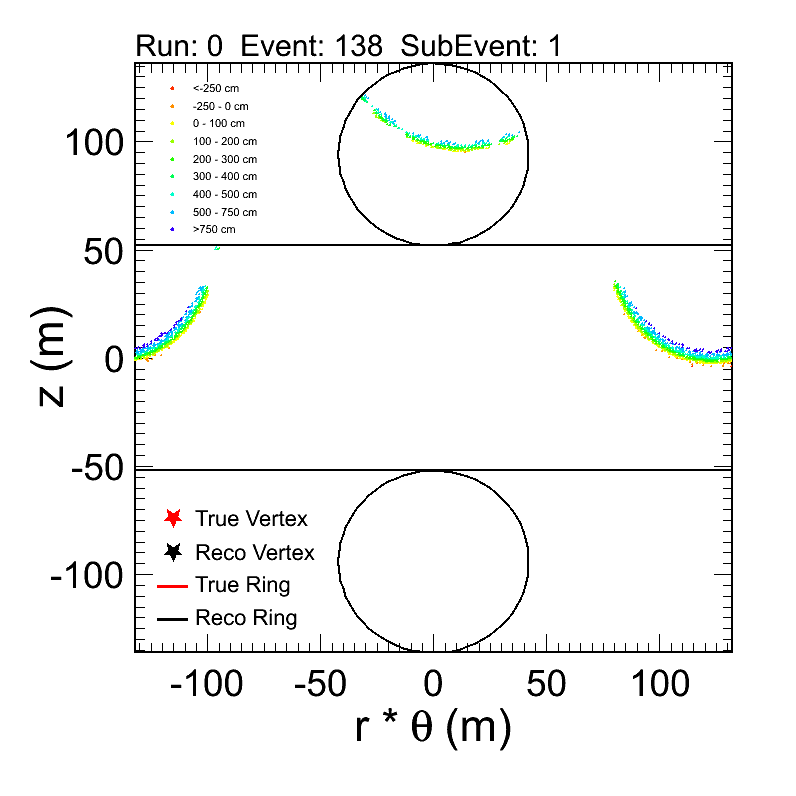 Run: 0  Event: 138  SubEvent: 1
<-250 cm
-250 - 0 cm
0 - 100 cm
100 - 200 cm
200 - 300 cm
300 - 400 cm
400 - 500 cm
500 - 750 cm
>750 cm
100
50
0
-50
-100
z (m)
True Vertex
Reco Vertex
True Ring
Reco Ring
-100 -50 0 50 100
r * θ (m)